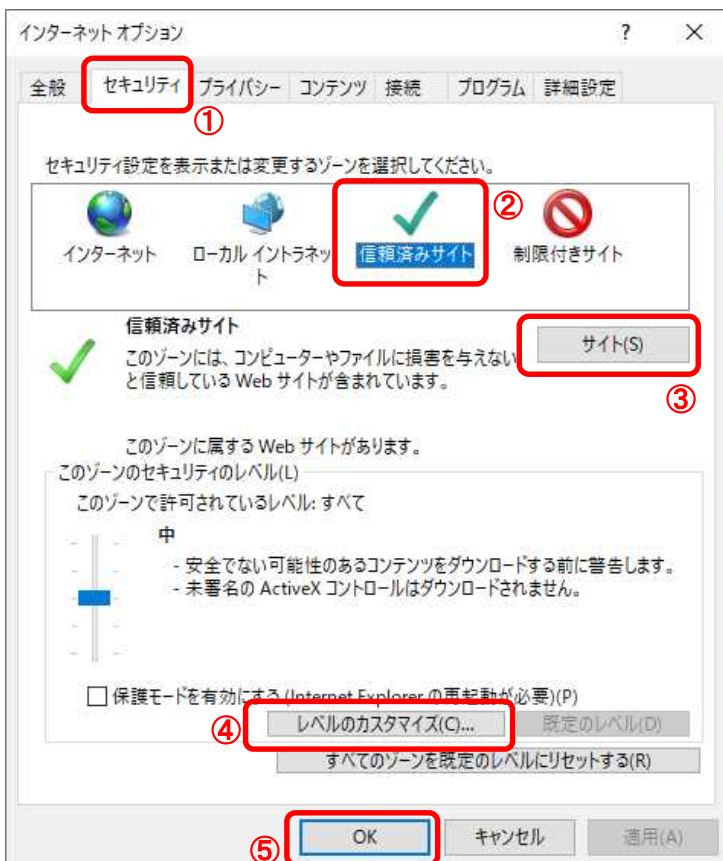 インターネット オプション ? ×
全般 セキュリティ プライバシー コンテンツ 接続 プログラム 詳細設定
①
セキュリティ設定を表示または変更するゾーンを選択してください。
②
インターネット ローカル イントラネッ 信頼済みサイト 制限付きサイト
ト
信頼済みサイト
サイト(S)
このゾーンには、コンピューターやファイルに損害を与えない
と信頼している Web サイトが含まれています。
③
このゾーンに属する Web サイトがあります。
このゾーンのセキュリティのレベル(L)
このゾーンで許可されているレベル: すべて
中
- 安全でない可能性のあるコンテンツをダウンロードする前に警告します。
- 未署名の ActiveX コントロールはダウンロードされません。
保護モードを有効にする (Internet Explorer の再起動が必要)(P)
④ レベルのカスタマイズ(C)... 既定のレベル(D)
すべてのゾーンを既定のレベルにリセットする(R)
⑤ OK キャンセル 適用(A)